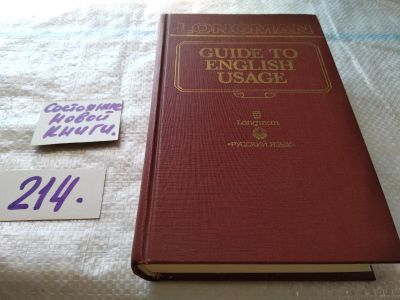 LONGMAN
GUIDE TO
ENGLISH
USAGE
Longman
«РУССКИЙ ЯЗЫК»
Состояние
новой
книги.
214.